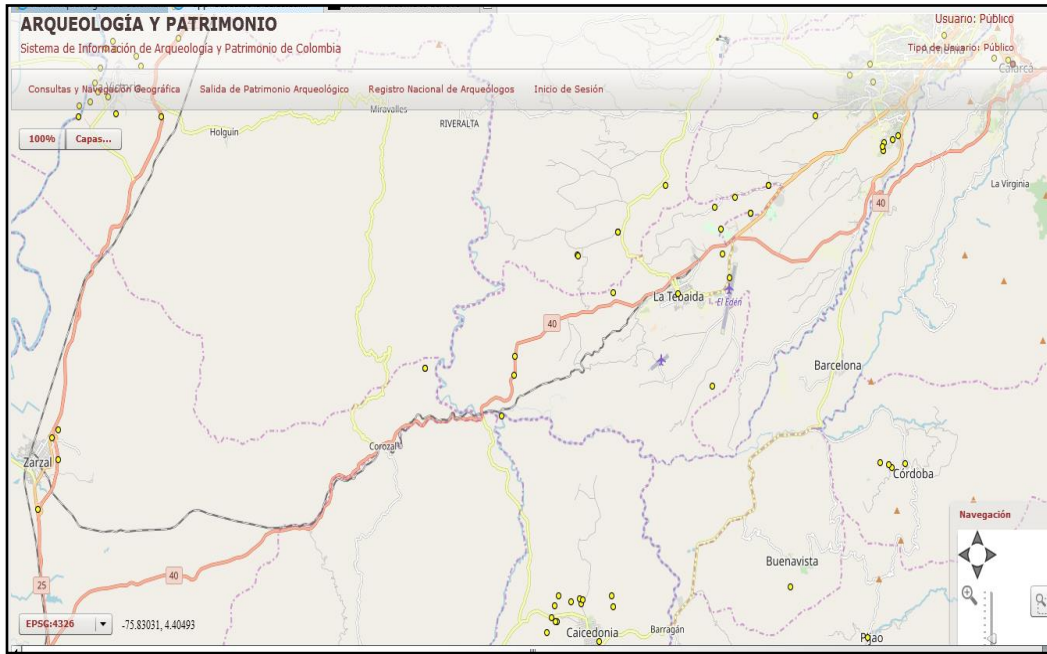 ARQUEOLOGÍA Y PATRIMONIO
Usuario: Público
Sistema de Información de Arqueología y Patrimonio de Colombia
Tipo de Usuario: Público
Armenia
Calarcá
Consultas y Navegación Geográfica Salida de Patrimonio Arqueológico Registro Nacional de Arqueólogos Inicio de Sesión
Victoria
Miravalles
Holguín
RIVERALTA
100% Capas...
La Virginia
40
La Tebaida
El Edén
40
Barcelona
Corozal
Zarzal
Córdoba
Navegación
Buenavista
40
25
EPSG:4326 -75.83031, 4.40493
Caicedonia
Barragán
Pijao